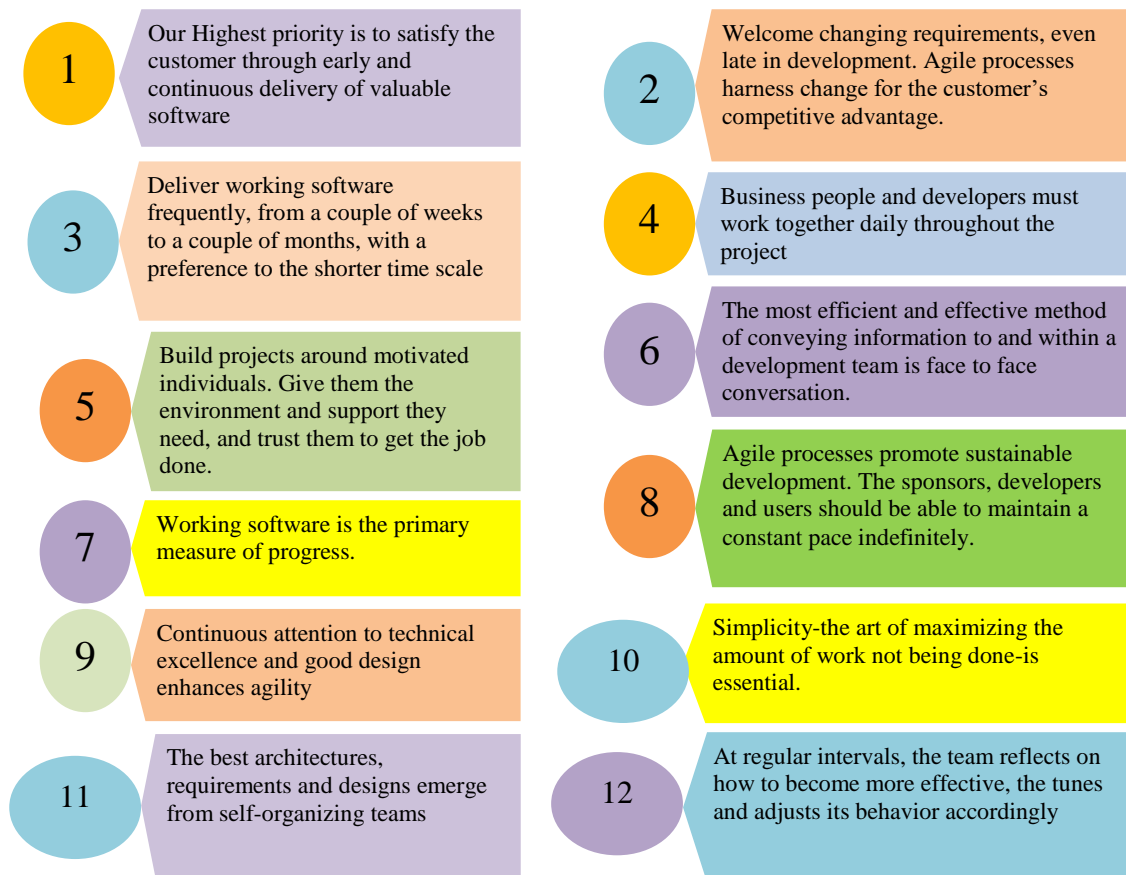 1
Our Highest priority is to satisfy the
customer through early and
continuous delivery of valuable
software
2
Welcome changing requirements, even
late in development. Agile processes
harness change for the customer’s
competitive advantage.
3
Deliver working software
frequently, from a couple of weeks
to a couple of months, with a
preference to the shorter time scale
4
Business people and developers must
work together daily throughout the
project
5
Build projects around motivated
individuals. Give them the
environment and support they
need, and trust them to get the job
done.
6
The most efficient and effective method
of conveying information to and within a
development team is face to face
conversation.
7
Working software is the primary
measure of progress.
8
Agile processes promote sustainable
development. The sponsors, developers
and users should be able to maintain a
constant pace indefinitely.
9
Continuous attention to technical
excellence and good design
enhances agility
10
Simplicity-the art of maximizing the
amount of work not being done-is
essential.
11
The best architectures,
requirements and designs emerge
from self-organizing teams
12
At regular intervals, the team reflects on
how to become more effective, the tunes
and adjusts its behavior accordingly